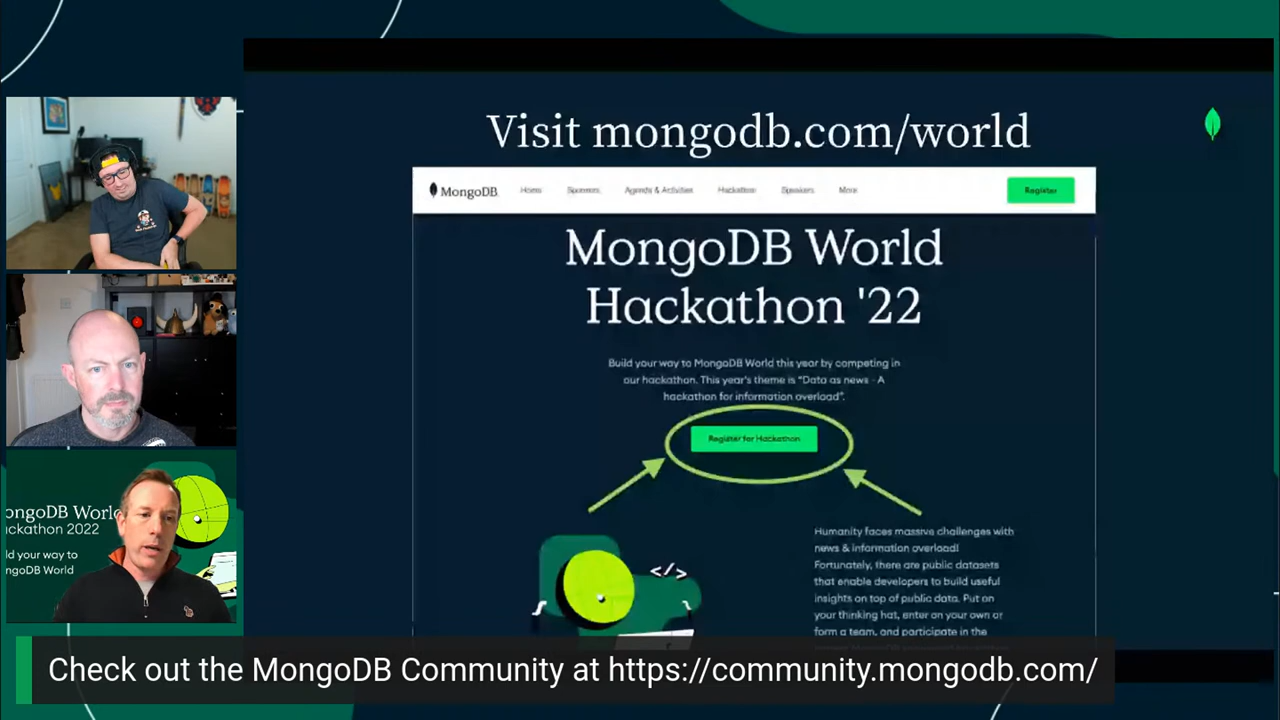 Visit mongodb.com/world
MongoDB Home Sponsors Agenda & Activities Hackathon Speakers More Register
MongoDB World
Hackathon '22
Build your way to MongoDB World this year by competing in
our hackathon. This year's theme is "Data as news - A
hackathon for information overload".
Register for Hackathon
</>
Humanity faces massive challenges with
news & information overload!
Fortunately, there are public datasets
that enable developers to build useful
insights on top of public data. Put on
your thinking hat, enter on your own or
form a team, and participate in the
ongoDB World
ackathon 2022
ld your way to
ngoDB World
Check out the MongoDB Community at https://community.mongodb.com/